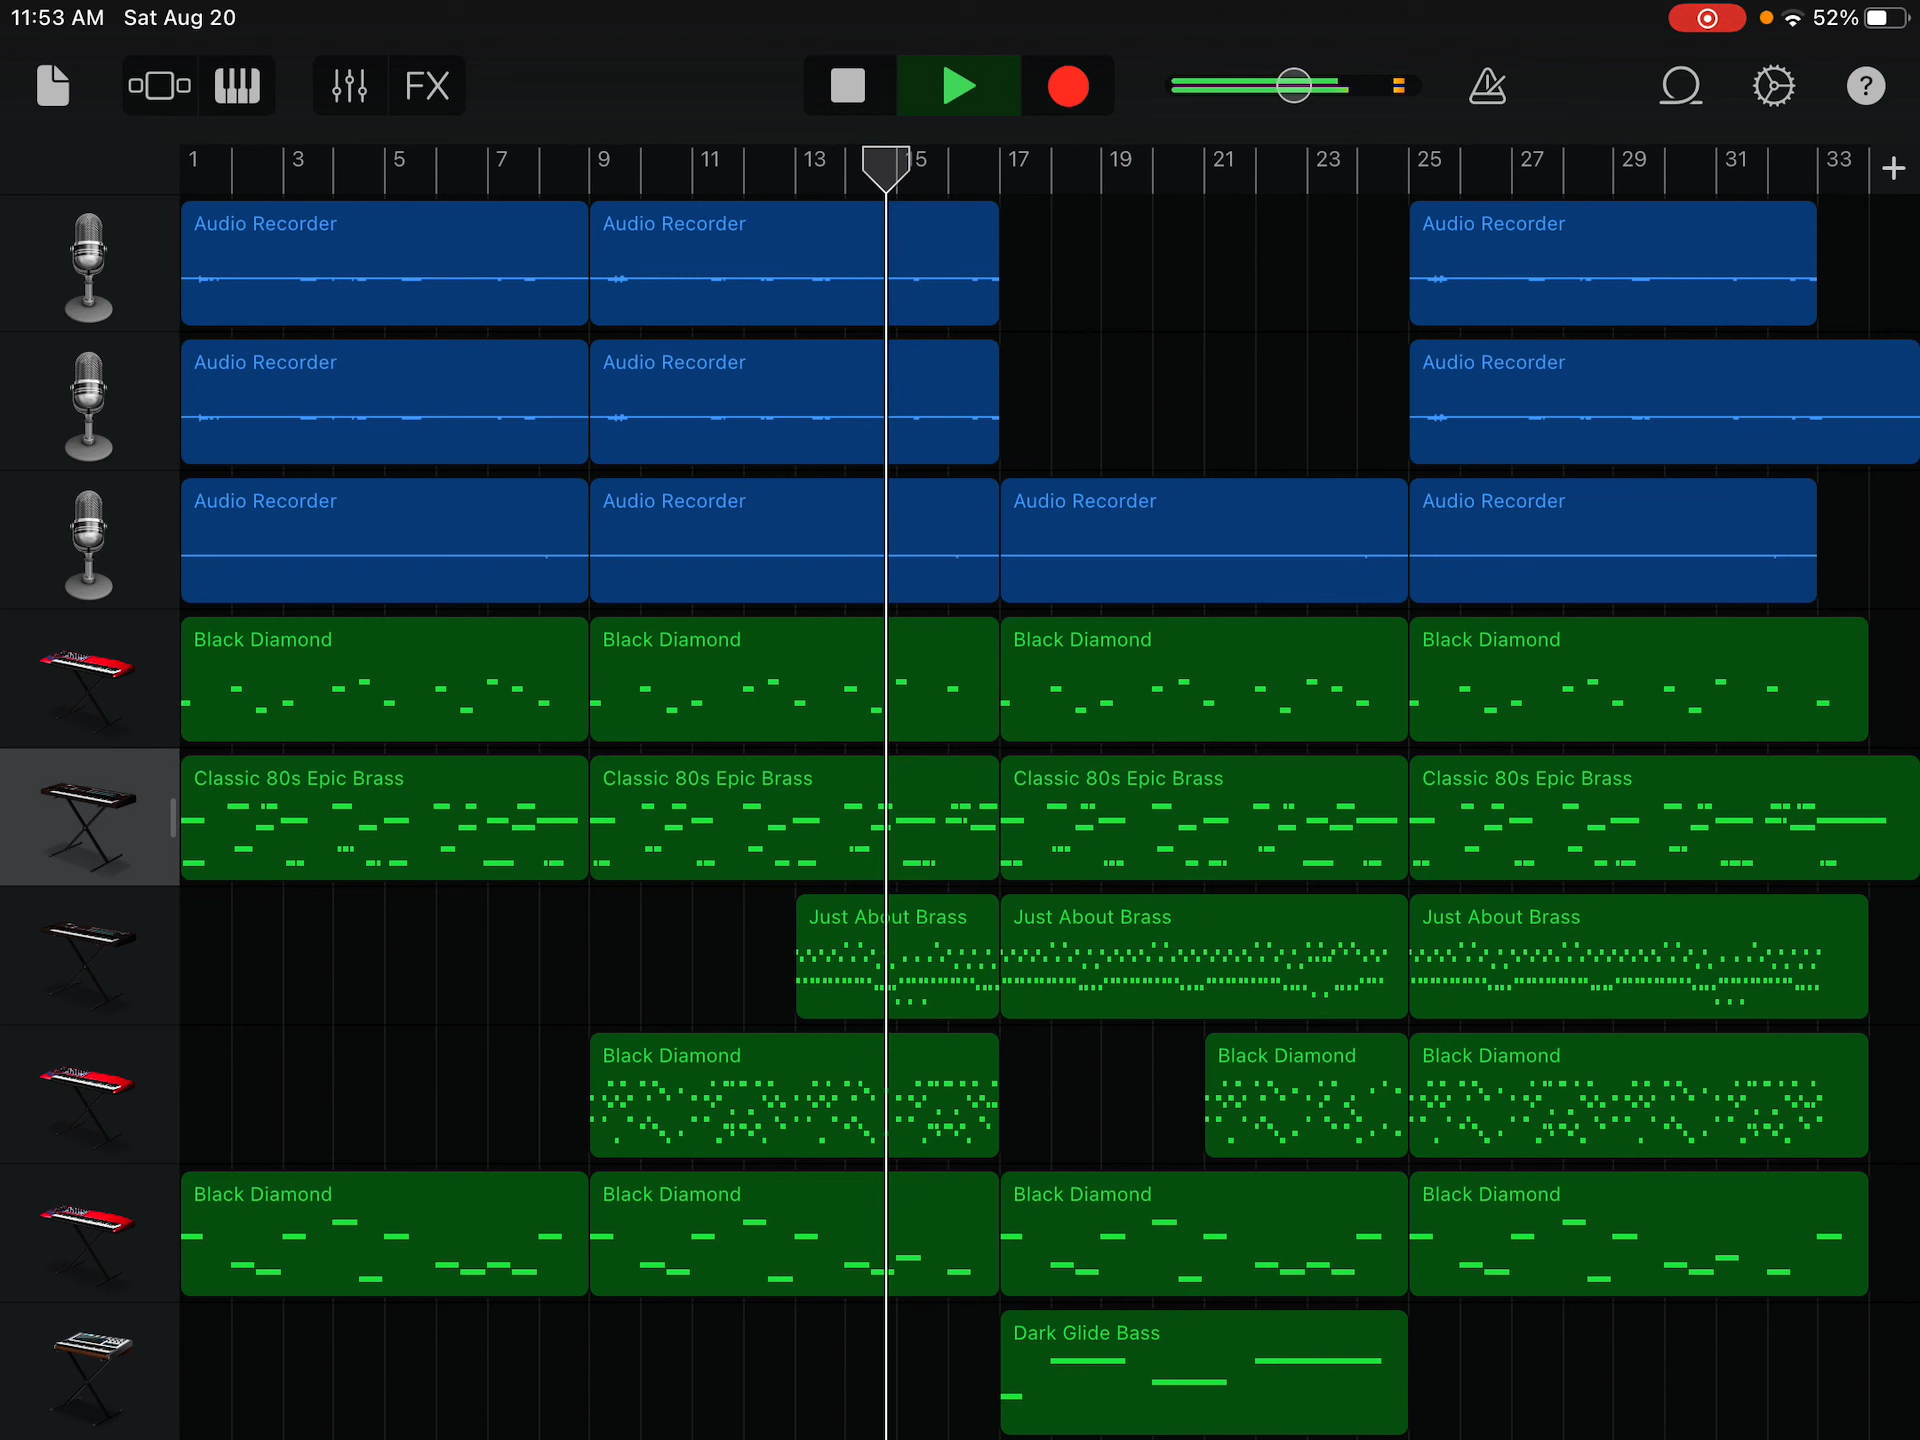 11:53 AM Sat Aug 20 52%
FX ?
1 3 5 7 9 11 13 15 17 19 21 23 25 27 29 31 33 +
Audio Recorder Audio Recorder Audio Recorder
Audio Recorder Audio Recorder Audio Recorder
Audio Recorder Audio Recorder Audio Recorder Audio Recorder
Black Diamond Black Diamond Black Diamond Black Diamond
Classic 80s Epic Brass Classic 80s Epic Brass Classic 80s Epic Brass Classic 80s Epic Brass
Just About Brass Just About Brass Just About Brass
Black Diamond Black Diamond Black Diamond
Black Diamond Black Diamond Black Diamond Black Diamond
Dark Glide Bass